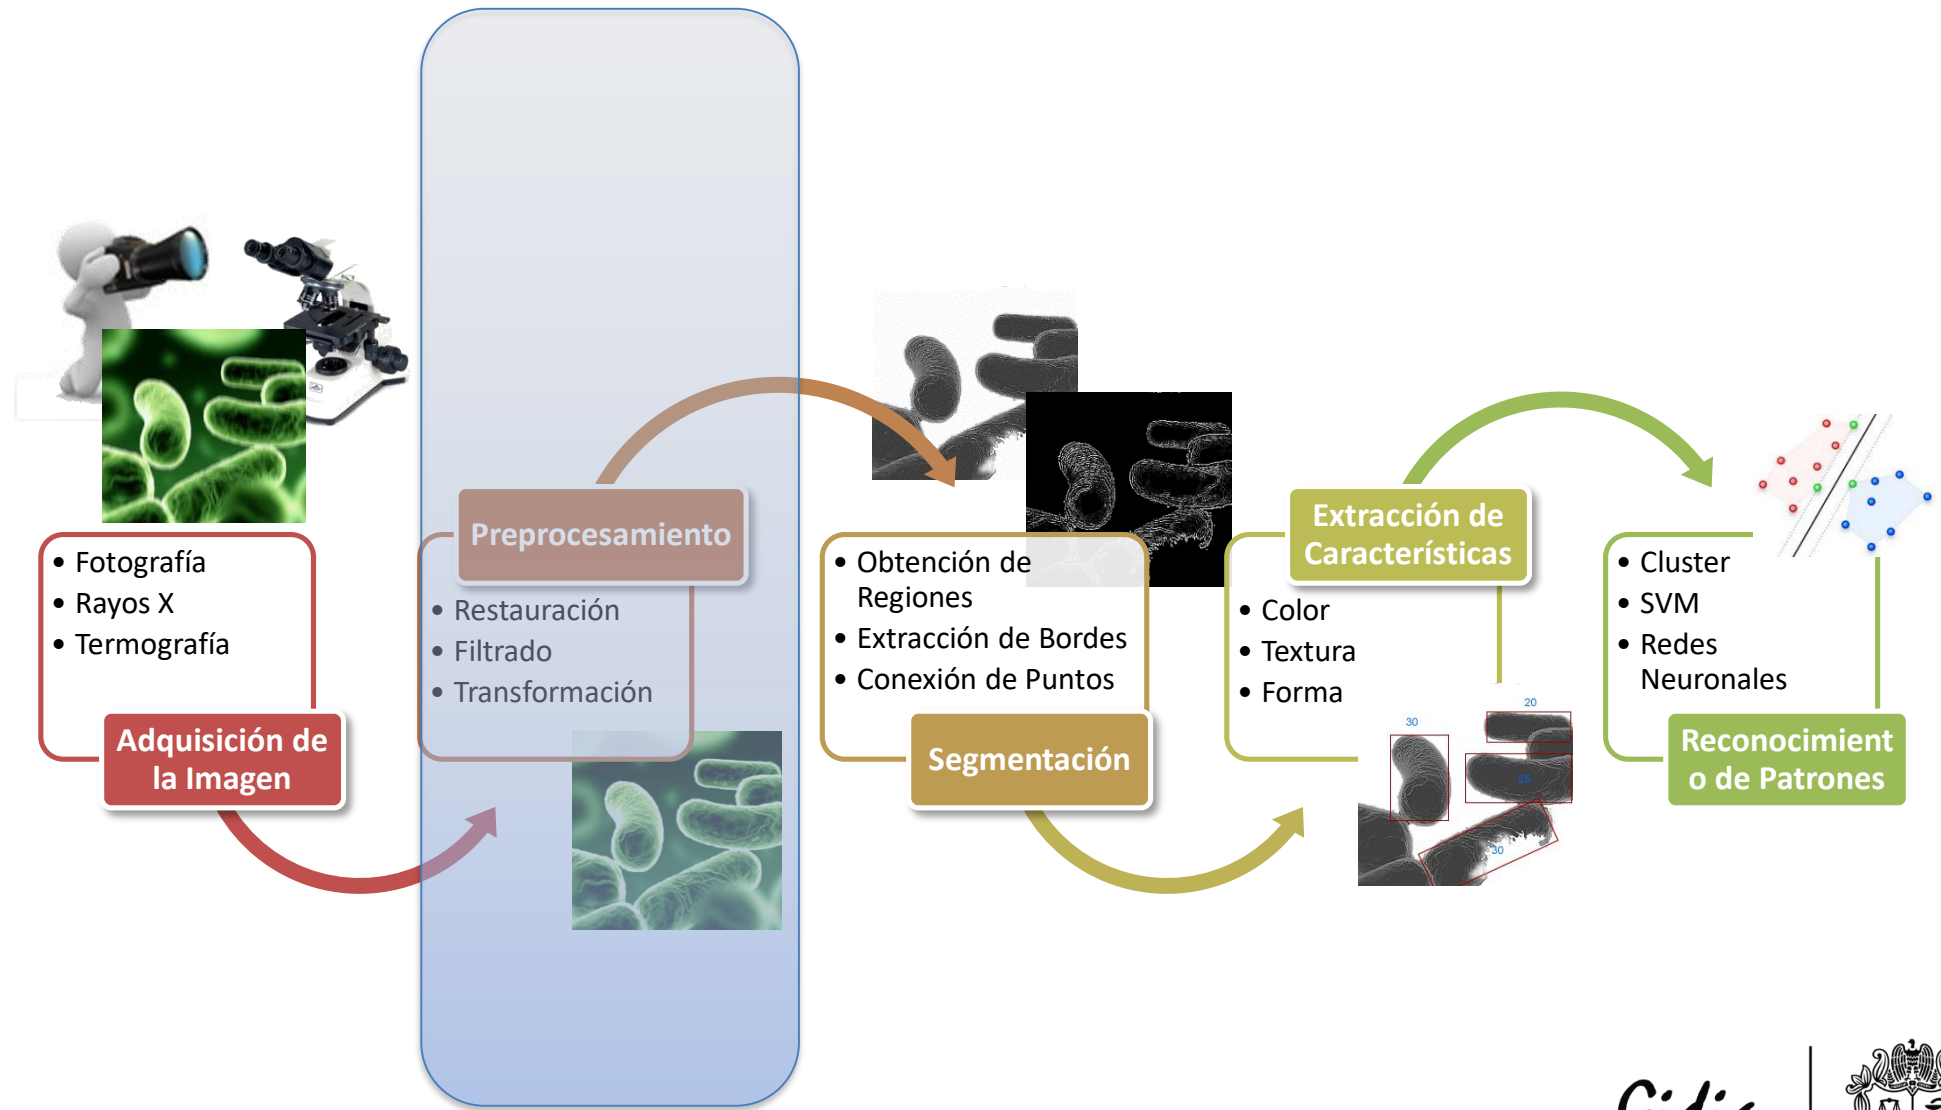 • Fotografía
• Rayos X
• Termografía
Adquisición de
la Imagen
Preprocesamiento
• Restauración
• Filtrado
• Transformación
• Obtención de
Regiones
• Extracción de Bordes
• Conexión de Puntos
Segmentación
Extracción de
Características
• Color
• Textura
• Forma
30
20
25
30
• Cluster
• SVM
• Redes
Neuronales
Reconocimient
o de Patrones